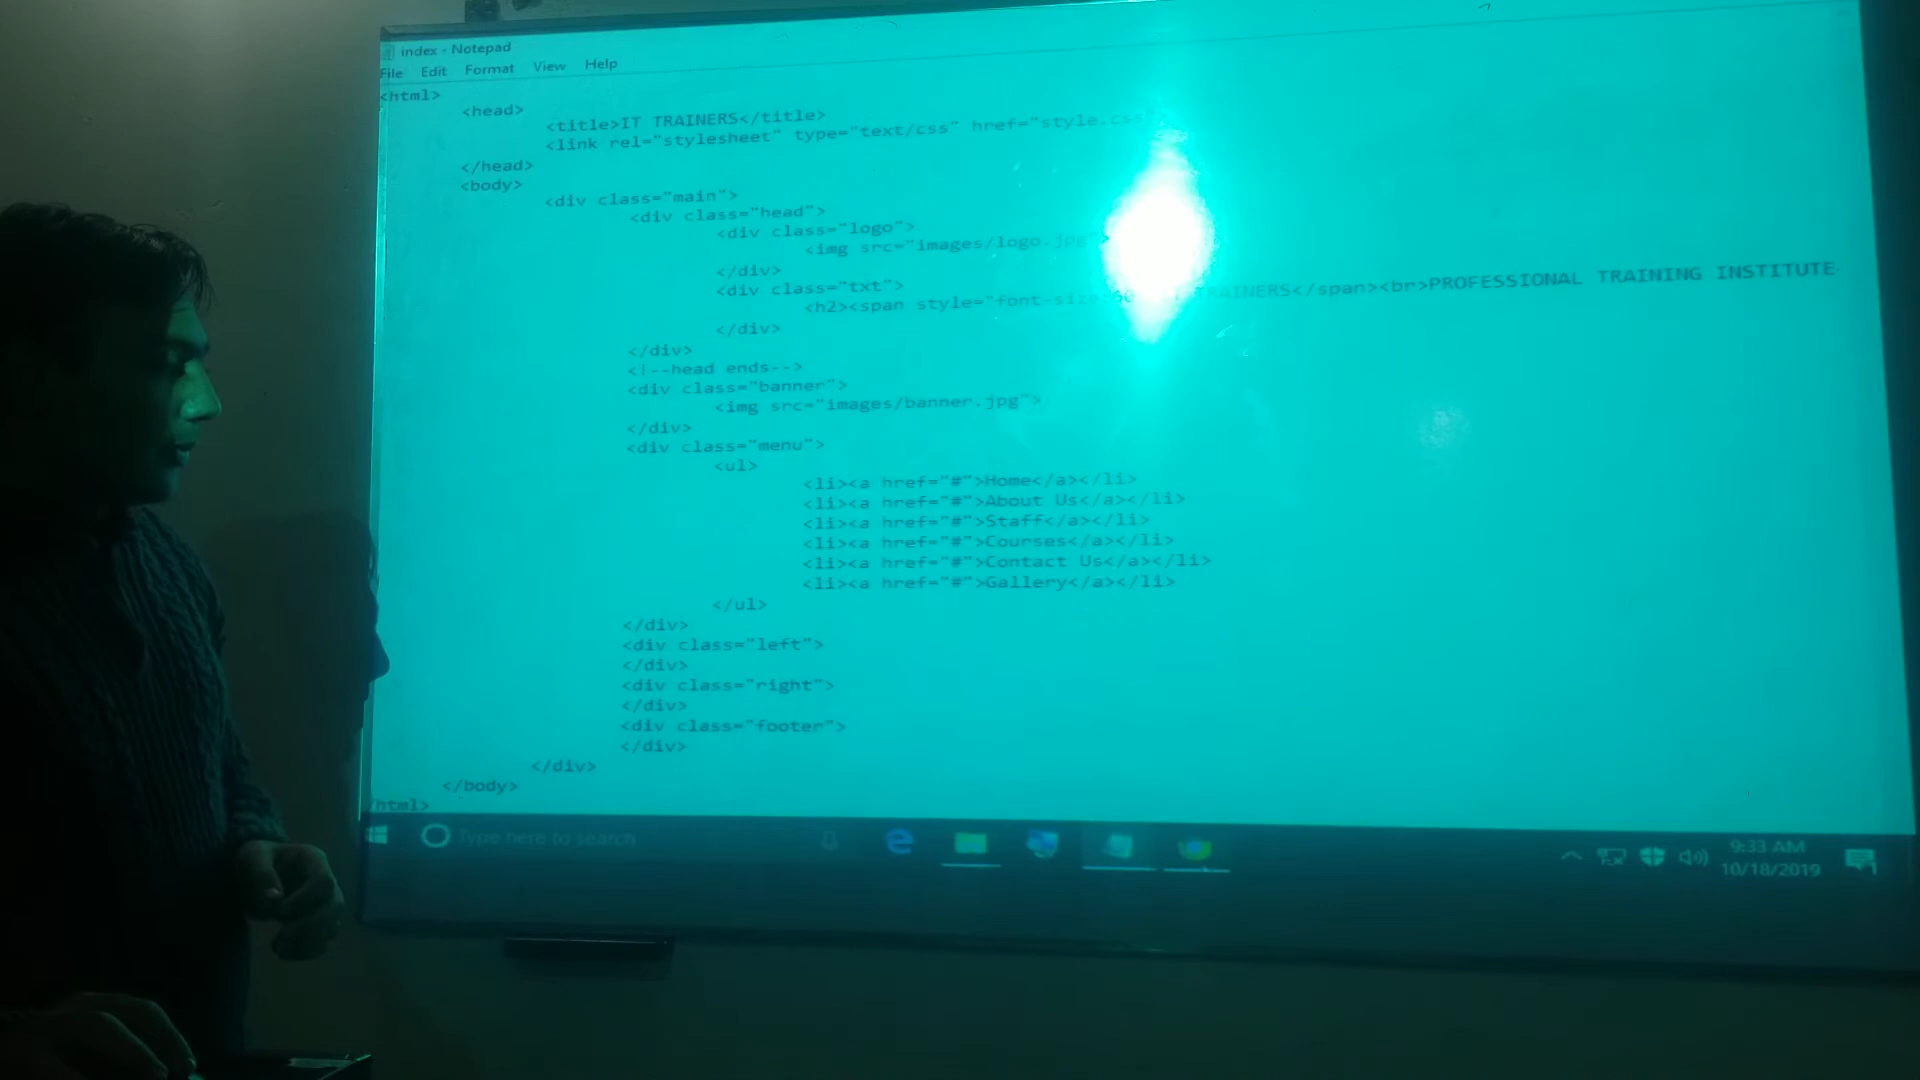 index - Notepad
File Edit Format View Help
<html>
<head>
<title>IT TRAINERS</title>
<link rel="stylesheet" type="text/css" href="style.css">
</head>
<body>
<div class="main">
<div class="head">
<div class="logo">
<img src="images/logo.jpg">
</div>
<div class="txt">
<h2><span style="font-size:60 TRAINERS</span><br>PROFESSIONAL TRAINING INSTITUTE
</div>
</div>
<!--head ends-->
<div class="banner">
<img src="images/banner.jpg">
</div>
<div class="menu">
<ul>
<li><a href="#">Home</a></li>
<li><a href="#">About Us</a></li>
<li><a href="#">Staff</a></li>
<li><a href="#">Courses</a></li>
<li><a href="#">Contact Us</a></li>
<li><a href="#">Gallery</a></li>
</ul>
</div>
<div class="left">
</div>
<div class="right">
</div>
<div class="footer">
</div>
</div>
</body>
/html>
Type here to search
9:33 AM
10/18/2019